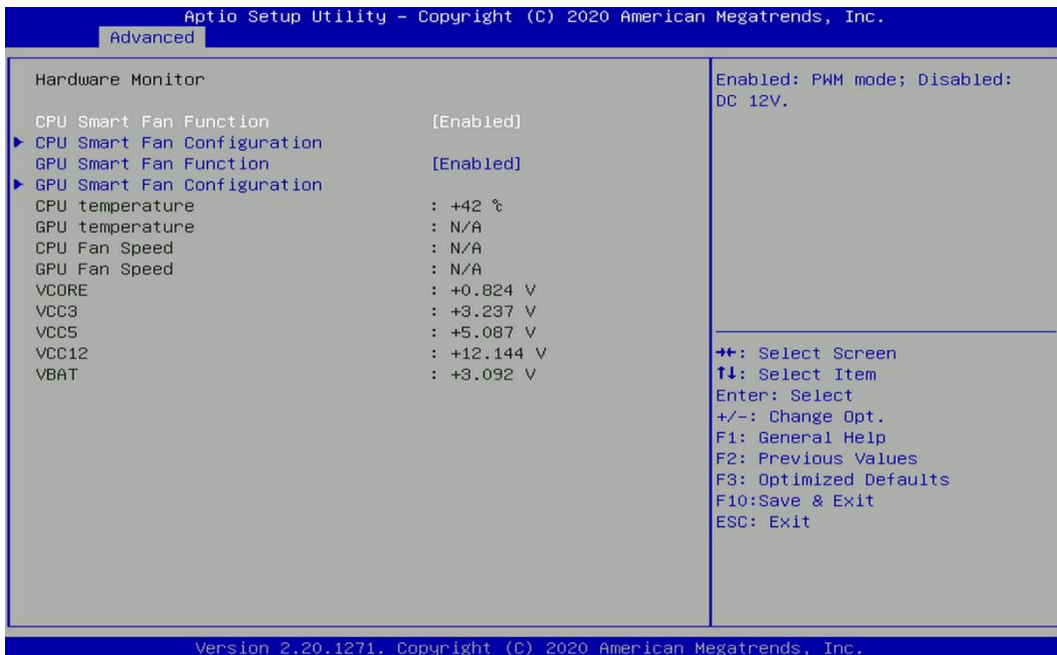 Aptio Setup Utility – Copyright (C) 2020 American Megatrends, Inc.
Advanced
Hardware Monitor
CPU Smart Fan Function [Enabled]
▶ CPU Smart Fan Configuration
GPU Smart Fan Function [Enabled]
▶ GPU Smart Fan Configuration
CPU temperature : +42 ℃
GPU temperature : N/A
CPU Fan Speed : N/A
GPU Fan Speed : N/A
VCORE : +0.824 V
VCC3 : +3.237 V
VCC5 : +5.087 V
VCC12 : +12.144 V
VBAT : +3.092 V
Enabled: PWM mode; Disabled:
DC 12V.
→←: Select Screen
↑↓: Select Item
Enter: Select
+/-: Change Opt.
F1: General Help
F2: Previous Values
F3: Optimized Defaults
F10:Save & Exit
ESC: Exit
Version 2.20.1271. Copyright (C) 2020 American Megatrends, Inc.